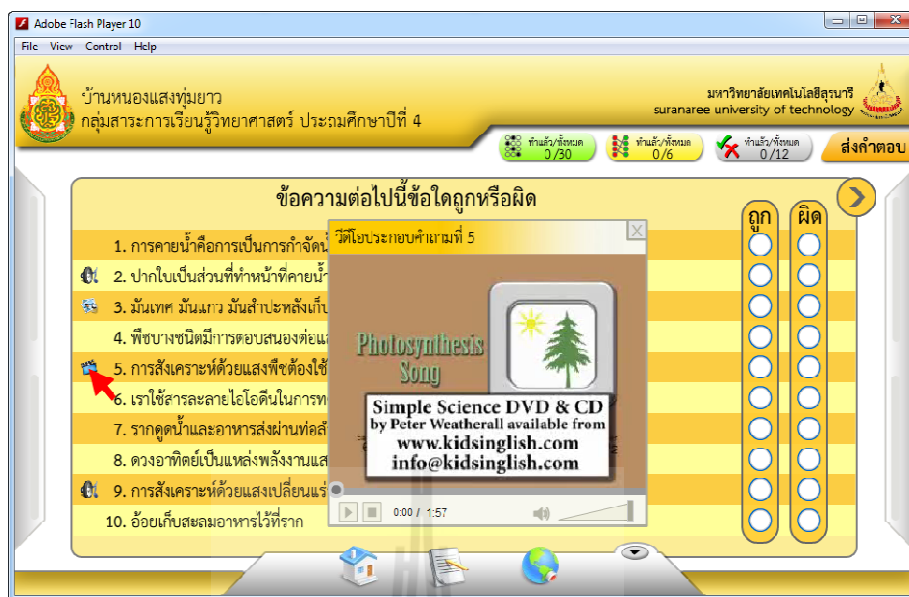 Adobe Flash Player 10
File View Control Help
บ้านหนองแสงทุ่มยาว
กลุ่มสาระการเรียนรู้วิทยาศาสตร์ ประถมศึกษาปีที่ 4
มหาวิทยาลัยเทคโนโลยีสุรนารี
suranaree university of technology
ทำแล้ว/ทั้งหมด
0/30
ทำแล้ว/ทั้งหมด
0/6
ทำแล้ว/ทั้งหมด
0/12
ส่งคำตอบ
ข้อความต่อไปนี้ข้อใดถูกหรือผิด
ถูก ผิด
1. การคายน้ำคือการเป็นการกำจัด
2. ปากใบเป็นส่วนที่ทำหน้าที่คายน้ำ
3. มันเทศ มันแกว มันสำปะหลังเก็บ
4. พืชบางชนิดมีการตอบสนองต่อ
5. การสังเคราะห์ด้วยแสงพืชต้องใช้
6. เราใช้สารละลายไอโอดีนในการ
7. รากดูดน้ำและอาหารส่งผ่านท่อ
8. ดวงอาทิตย์เป็นแหล่งพลังงาน
9. การสังเคราะห์ด้วยแสงเปลี่ยน
10. อ้อยเก็บสะสมอาหารไว้ที่ราก
วีดีโอประกอบคำถามที่ 5
Photosynthesis
Song
Simple Science DVD & CD
by Peter Weatherall available from
www.kidsinglish.com
info@kidsinglish.com
0:00 / 1:57